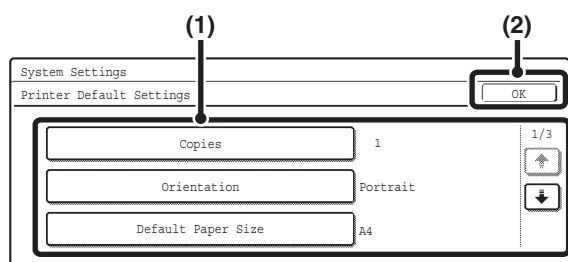 (1) (2)
System Settings
Printer Default Settings OK
Copies 1 1/3
Orientation Portrait
Default Paper Size A4